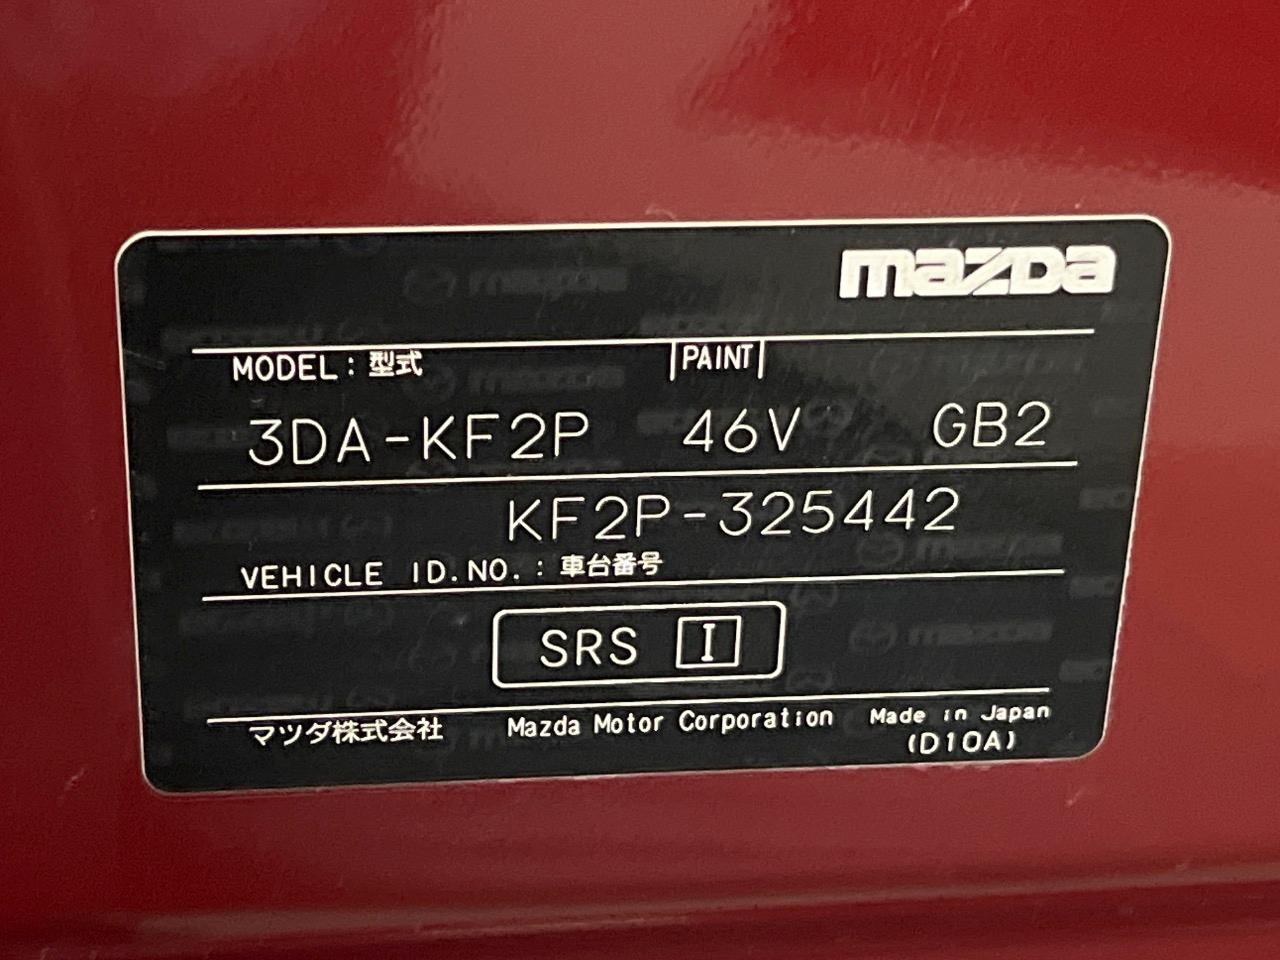 mazda
MODEL : 型式 PAINT
3DA-KF2P 46V GB2
KF2P-325442
VEHICLE ID.NO. : 車台番号
SRS I
マツダ株式会社 Mazda Motor Corporation Made in Japan
(D10A)